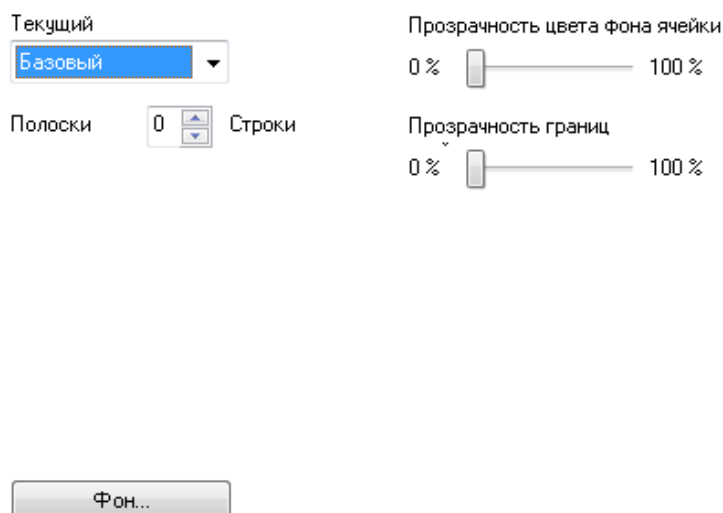 Текущий
Базовый
Полоски 0 Строки
Прозрачность цвета фона ячейки
0 % 100 %
Прозрачность границ
0 % 100 %
Фон...